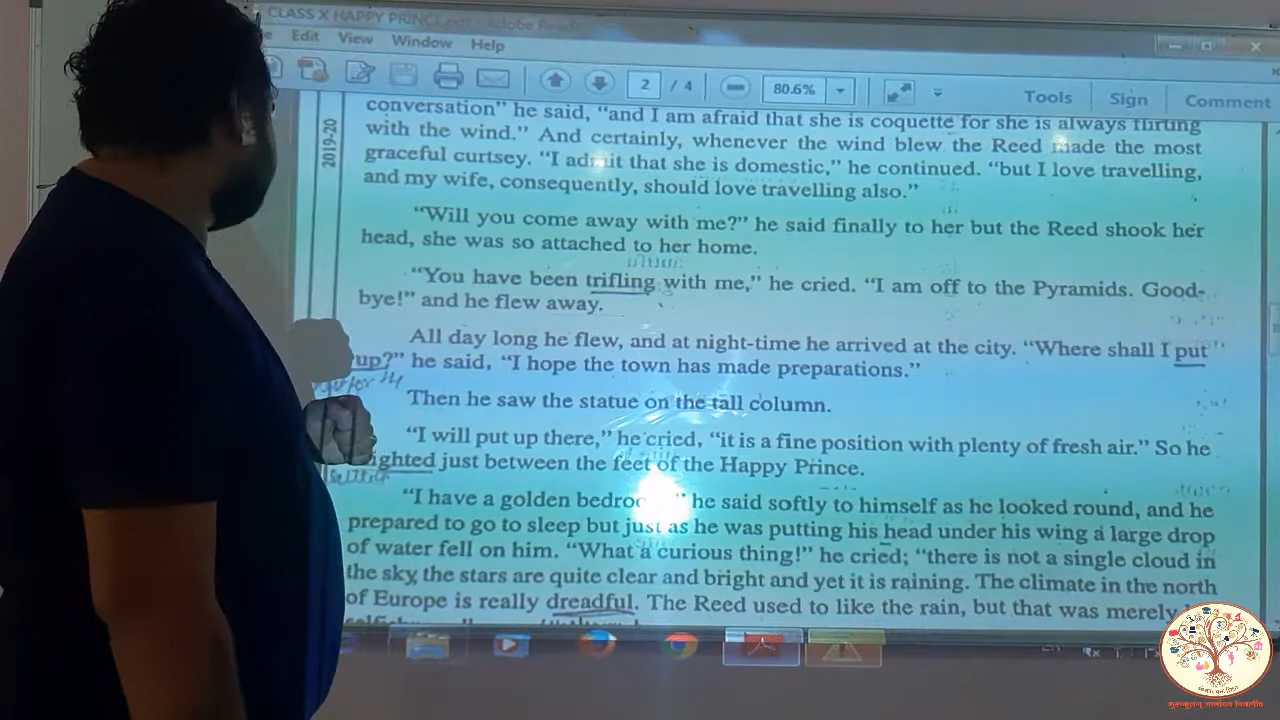 CLASS X HAPPY PRINCE.pdf - Adobe Reader
Edit View Window Help
2 / 4 80.6% Tools Sign Comment
2019-20
conversation" he said, "and I am afraid that she is coquette for she is always flirting
with the wind." And certainly, whenever the wind blew the Reed made the most
graceful curtsey. "I admit that she is domestic," he continued. "but I love travelling,
and my wife, consequently, should love travelling also."
"Will you come away with me?" he said finally to her but the Reed shook her
head, she was so attached to her home.
"You have been trifling with me," he cried. "I am off to the Pyramids. Good-
bye!" and he flew away.
All day long he flew, and at night-time he arrived at the city. "Where shall I put
up?" he said, "I hope the town has made preparations."
Then he saw the statue on the tall column.
"I will put up there," he cried, "it is a fine position with plenty of fresh air." So he
ighted just between the feet of the Happy Prince.
"I have a golden he said softly to himself as he looked round, and he
prepared to go to sleep but just as he was putting his head under his wing a large drop
of water fell on him. "What a curious thing!" he cried; "there is not a single cloud in
the sky, the stars are quite clear and bright and yet it is raining. The climate in the north
of Europe is really dreadful. The Reed used to like the rain, but that was merely